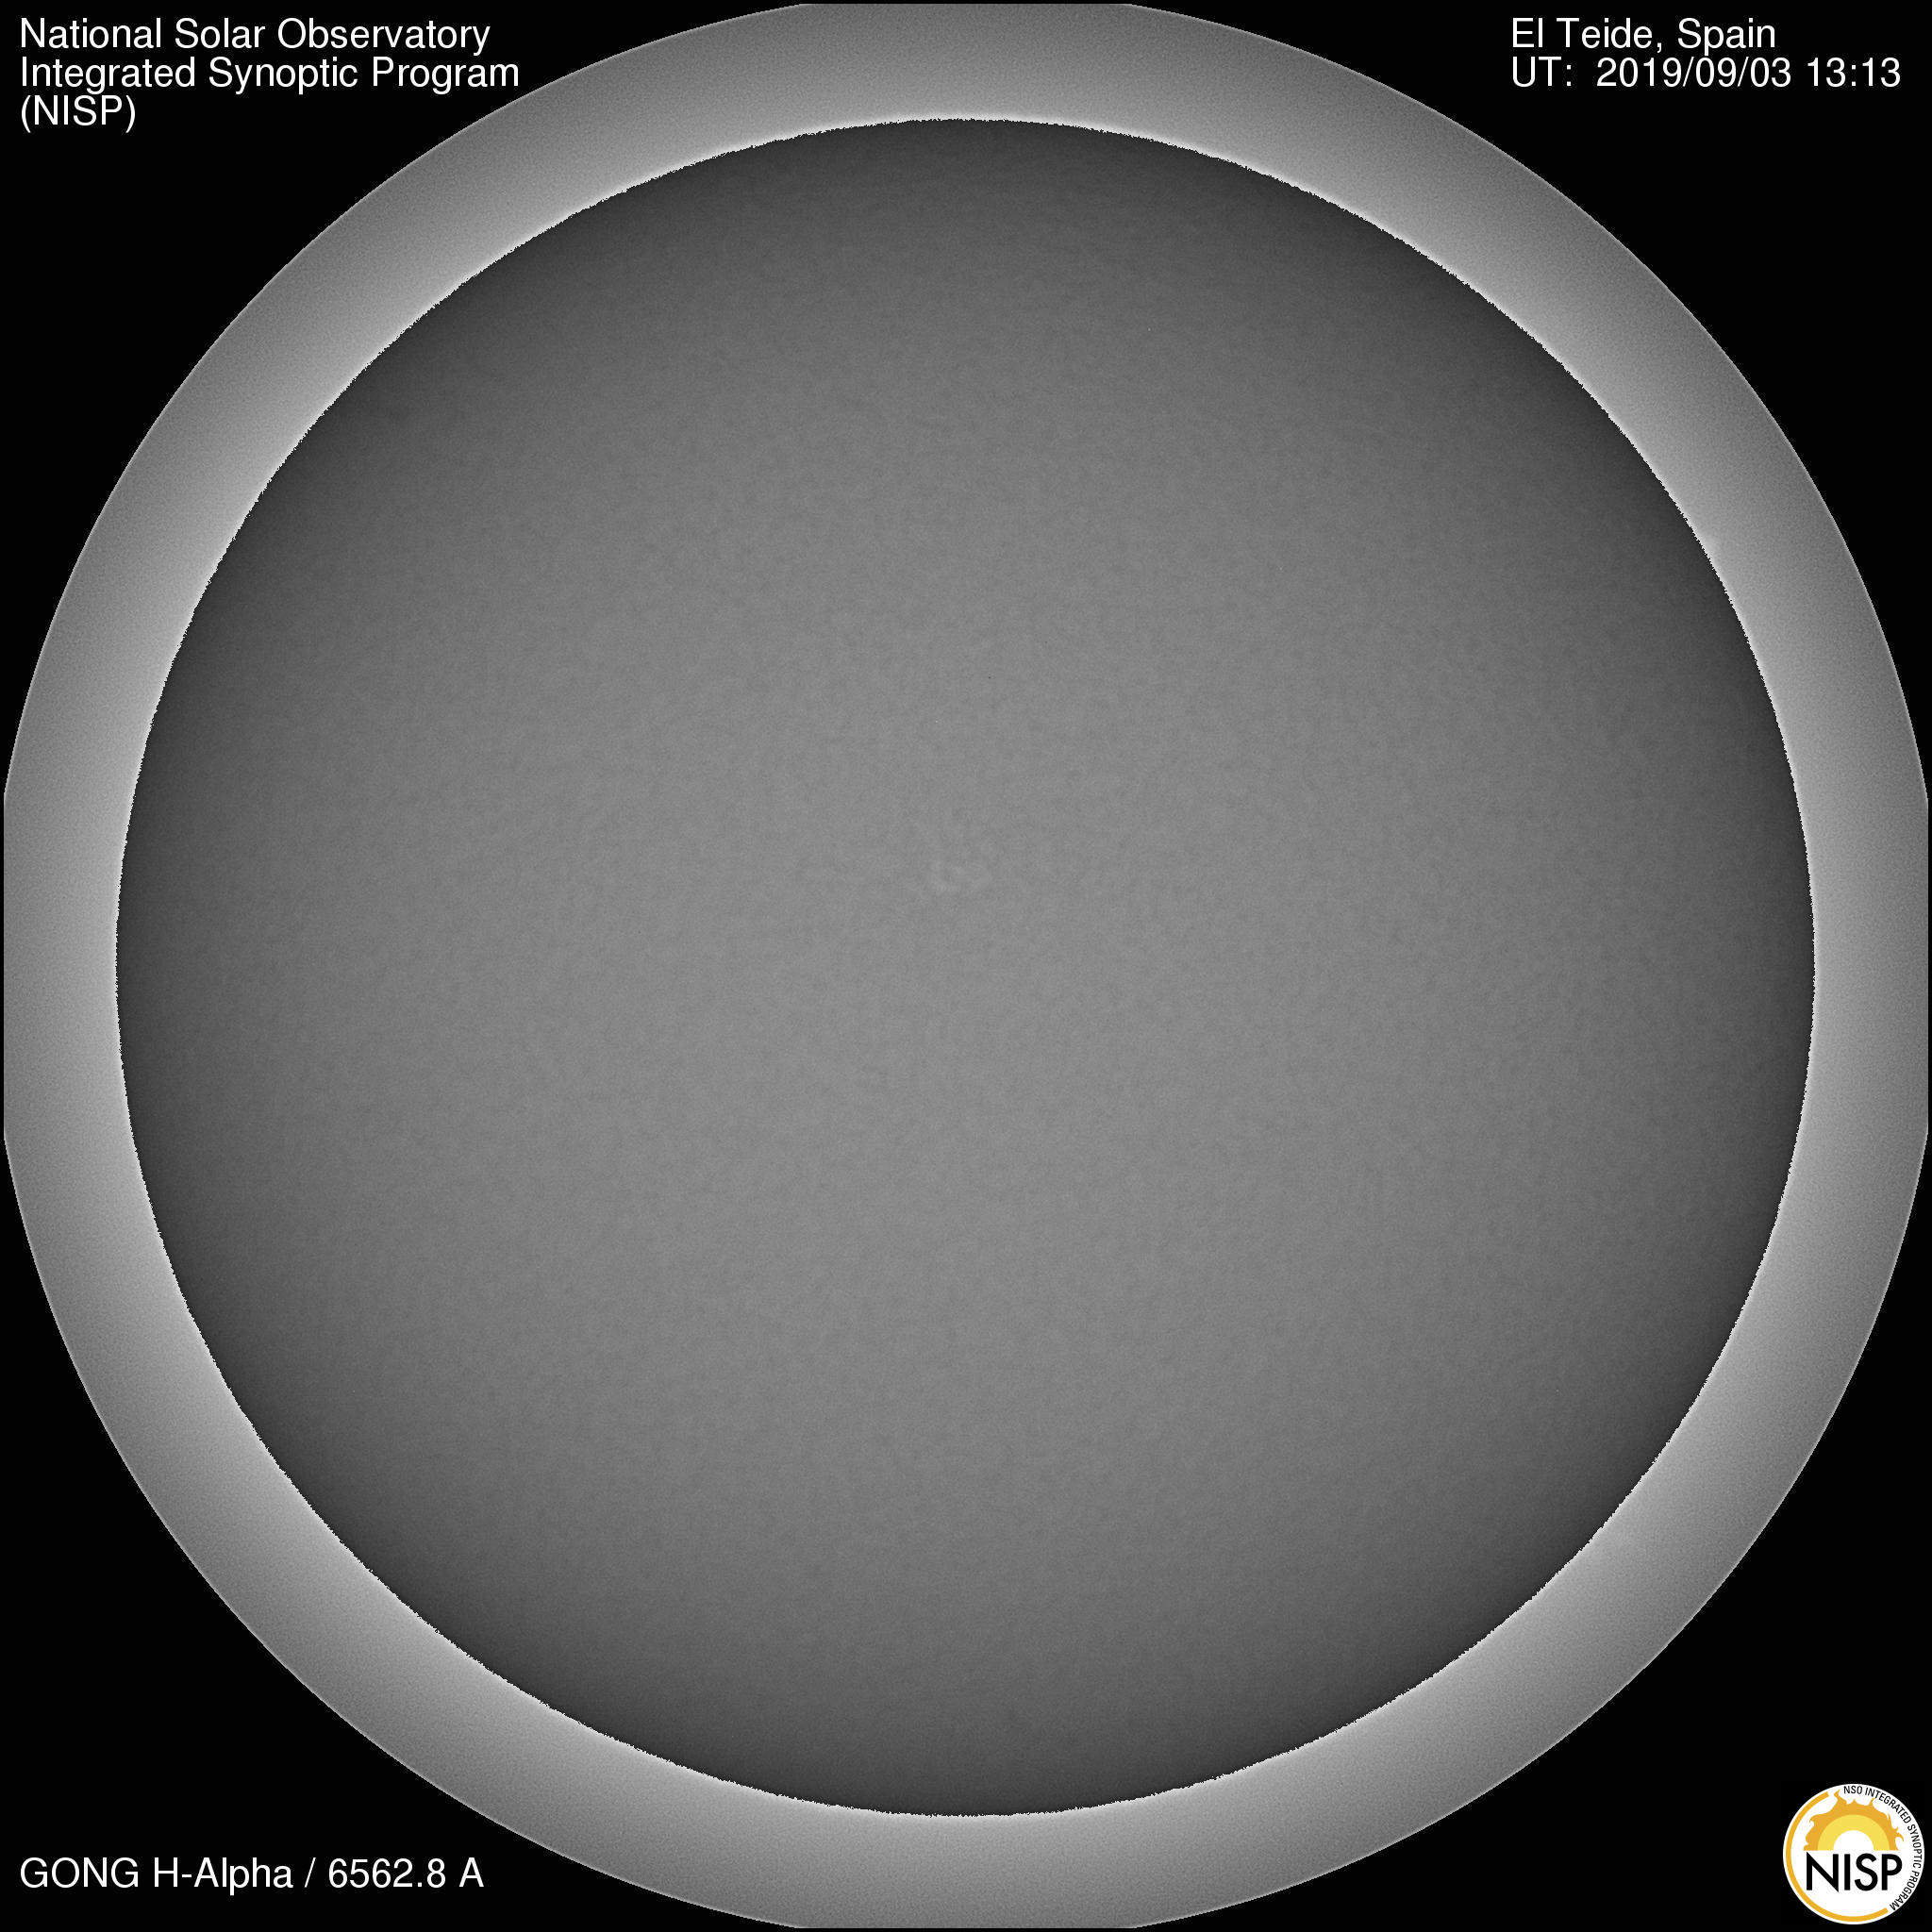 National Solar Observatory
Integrated Synoptic Program
(NISP)
El Teide, Spain
UT: 2019/09/03 13:13
GONG H-Alpha / 6562.8 A
NSO INTEGRATED SYNOPTIC PROGRAM
NISP